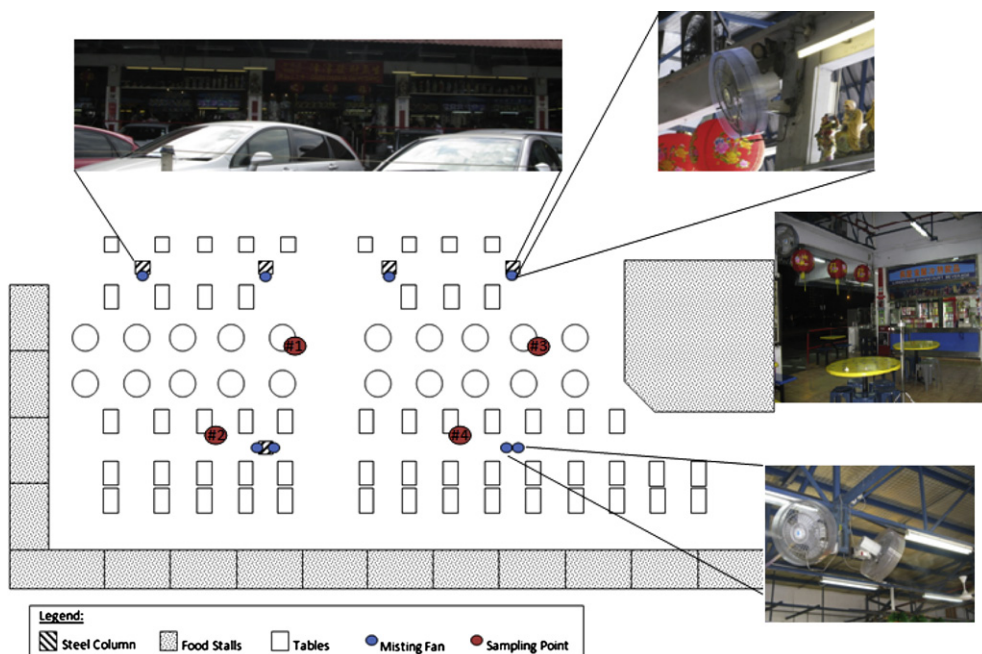 #1
#3
#2
#4
Legend:
Steel Column
Food Stalls
Tables
Misting Fan
Sampling Point